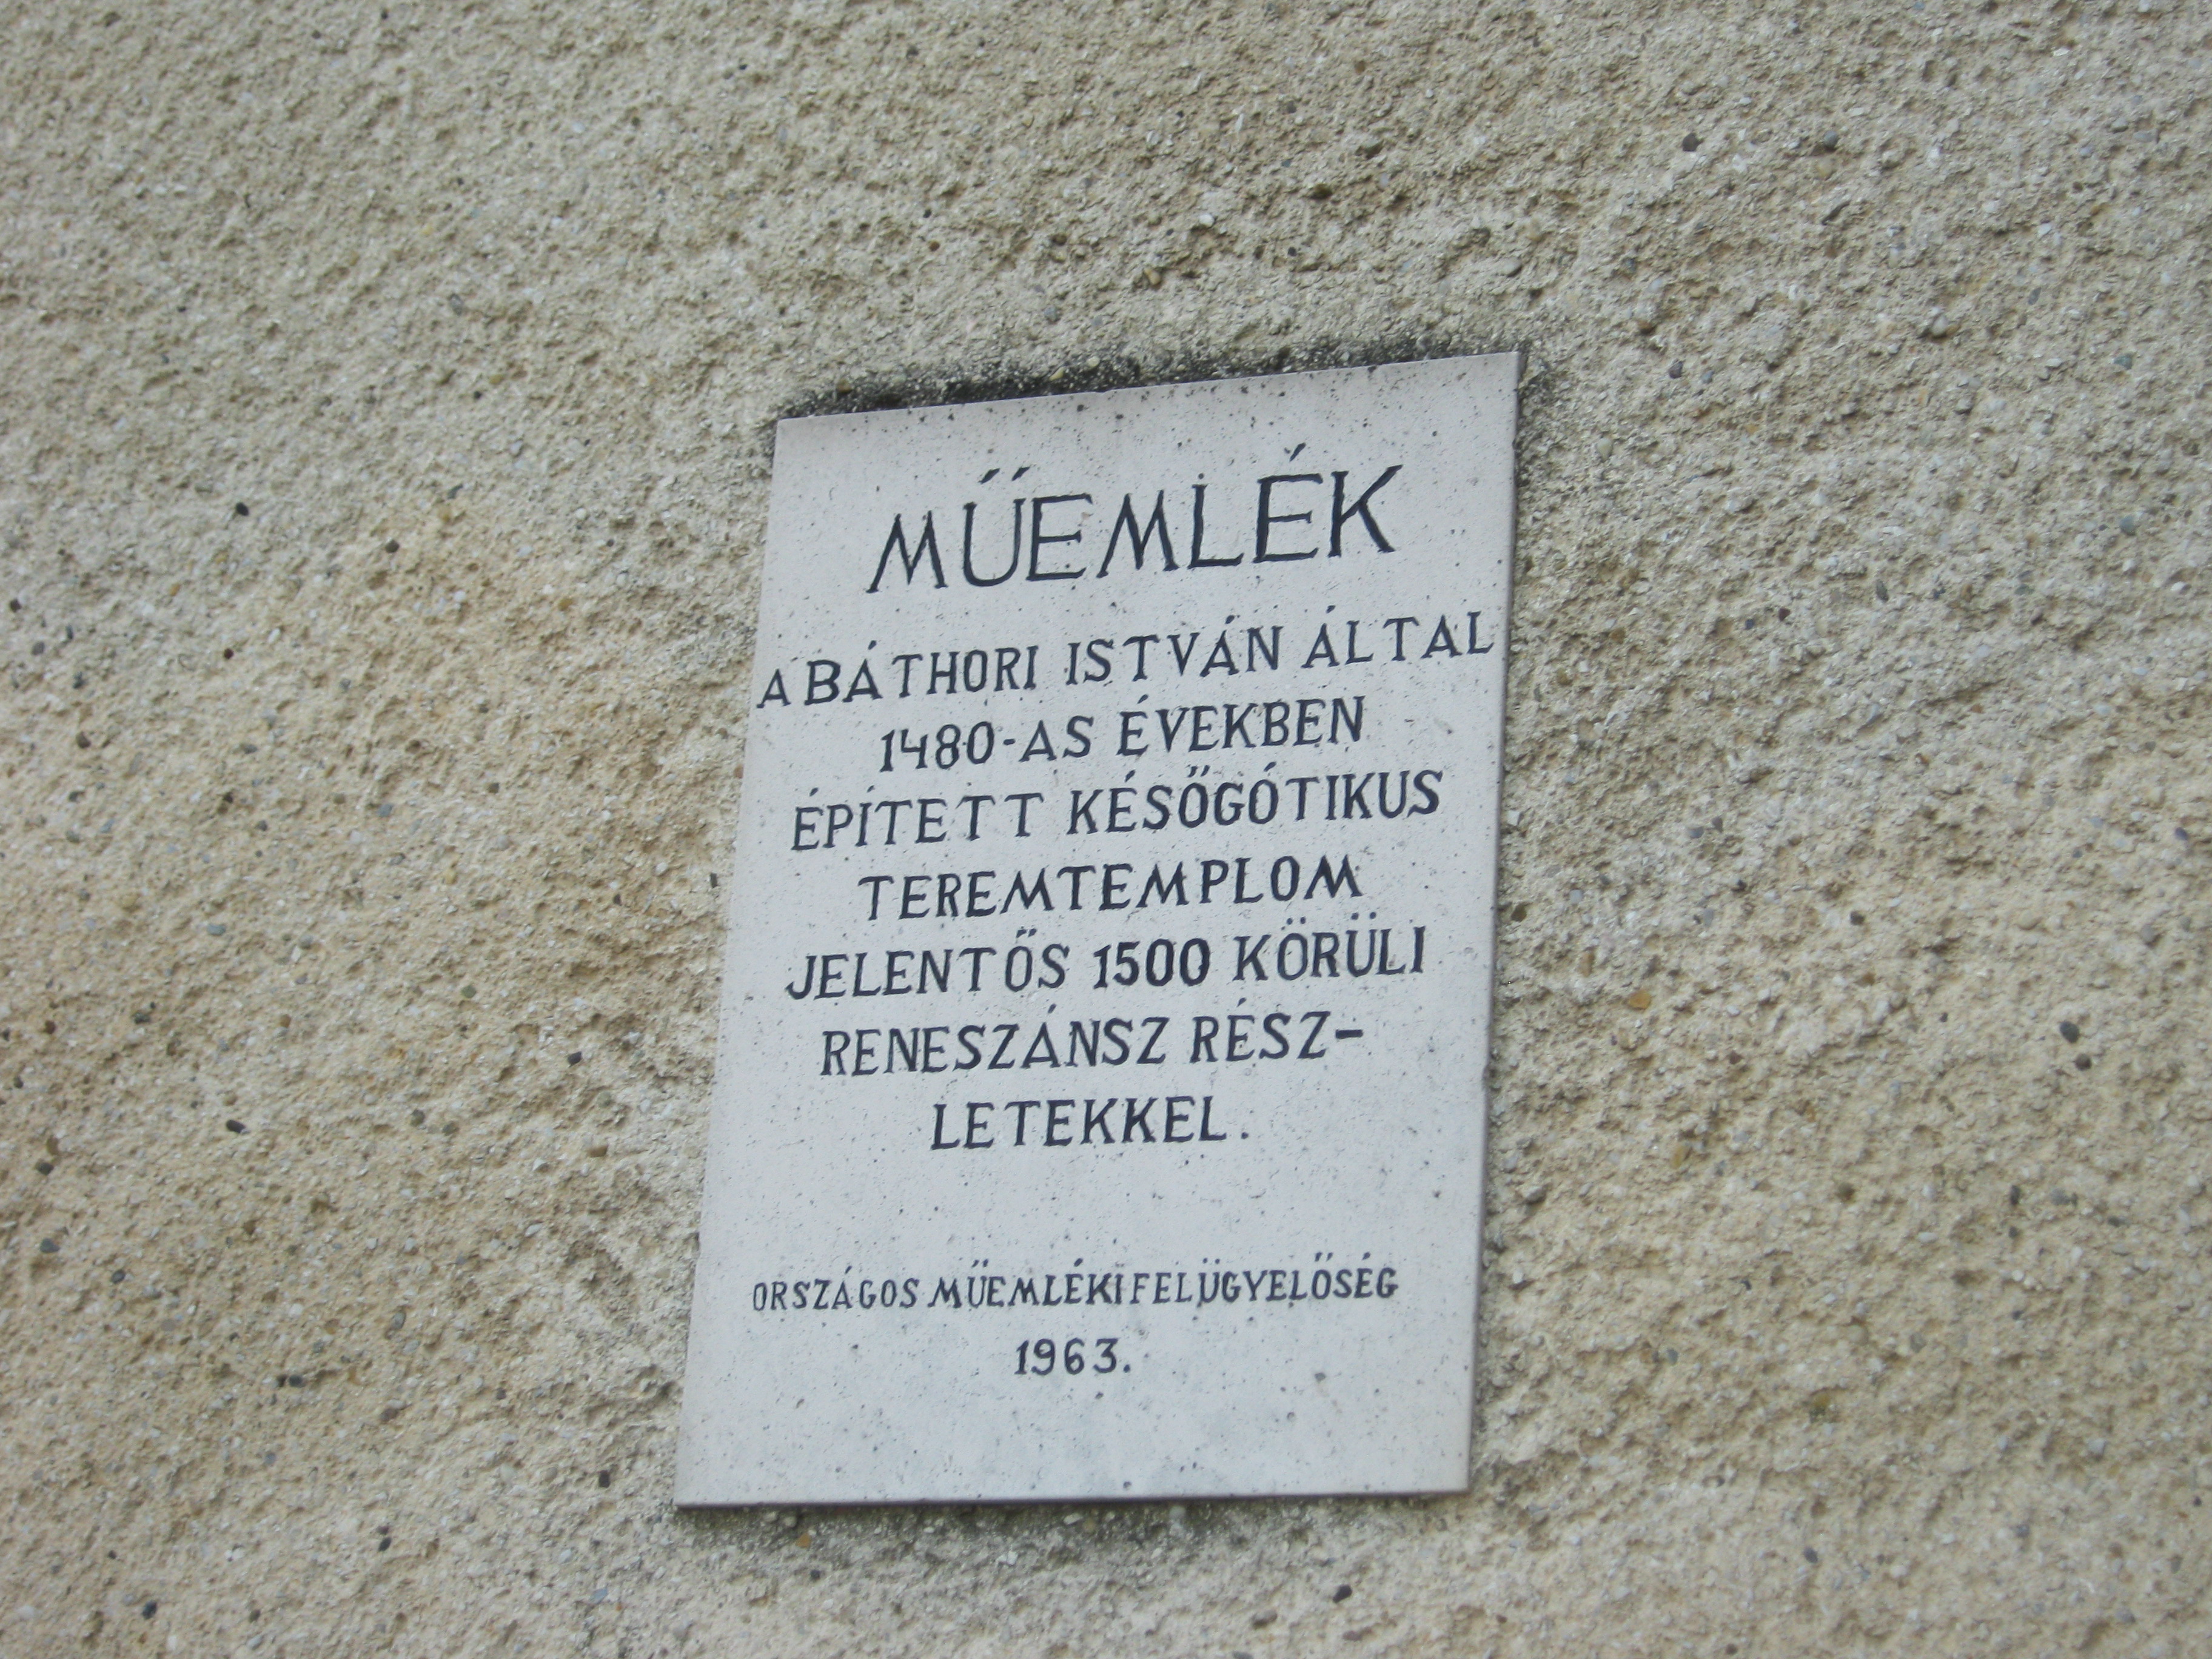 MŰEMLÉK
A BÁTHORI ISTVÁN ÁLTAL
1480-AS ÉVEKBEN
ÉPÍTETT KÉSŐGÓTIKUS
TEREMTEMPLOM
JELENTŐS 1500 KÖRÜLI
RENESZÁNSZ RÉSZ-
LETEKKEL.
ORSZÁGOS MŰEMLÉKI FELÜGYELŐSÉG
1963.